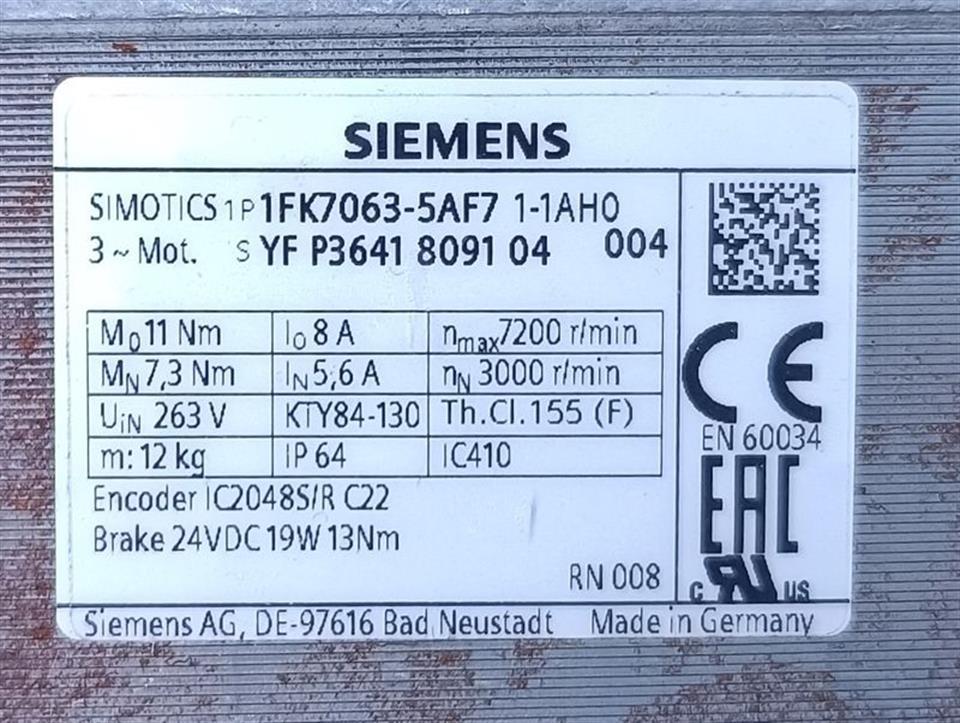 SIEMENS
SIMOTICS 1P 1FK7063-5AF7 1-1AH0
3 ~ Mot. S YF P3641 8091 04 004
M0 11 Nm I0 8 A nmax 7200 r/min
MN 7,3 Nm IN 5,6 A nN 3000 r/min
UiN 263 V KTY84-130 Th.Cl.155 (F)
m: 12 kg IP 64 IC410
Encoder IC2048S/R C22
Brake 24VDC 19W 13Nm
RN 008
CE
EN 60034
EAC
c RU US
Siemens AG, DE-97616 Bad Neustadt Made in Germany